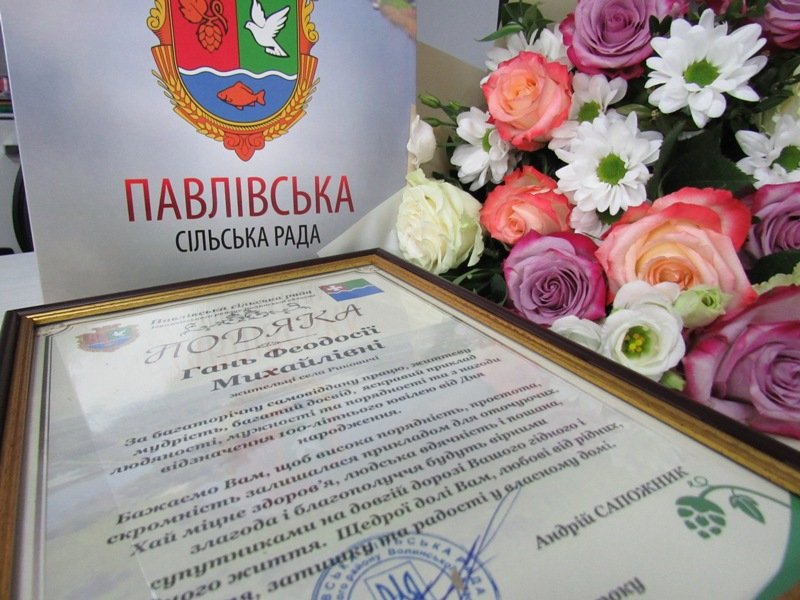 ПАВЛІВСЬКА
СІЛЬСЬКА РАДА
Павлівська сільська рада
ПОДЯКА
Гань Феодосії
Михайлівні
жительці села Риковичі
За багаторічну самовіддану працю, життєву
мудрість, багатий досвід, яскравий приклад
людяності, мужності та порядності та з нагоди
відзначення 100-літнього ювілею від Дня
народження.
Бажаємо Вам, щоб висока порядність, простота,
скромність залишалася прикладом для оточуючих.
Хай міцне здоров'я, людська вдячність і пошана,
злагода і благополуччя будуть вірними
супутниками на довгій дорозі Вашого гідного і
життя. Щедрої долі Вам, любові від рідних,
затишку та радості у власному домі.
Андрій САПОЖНИК
року